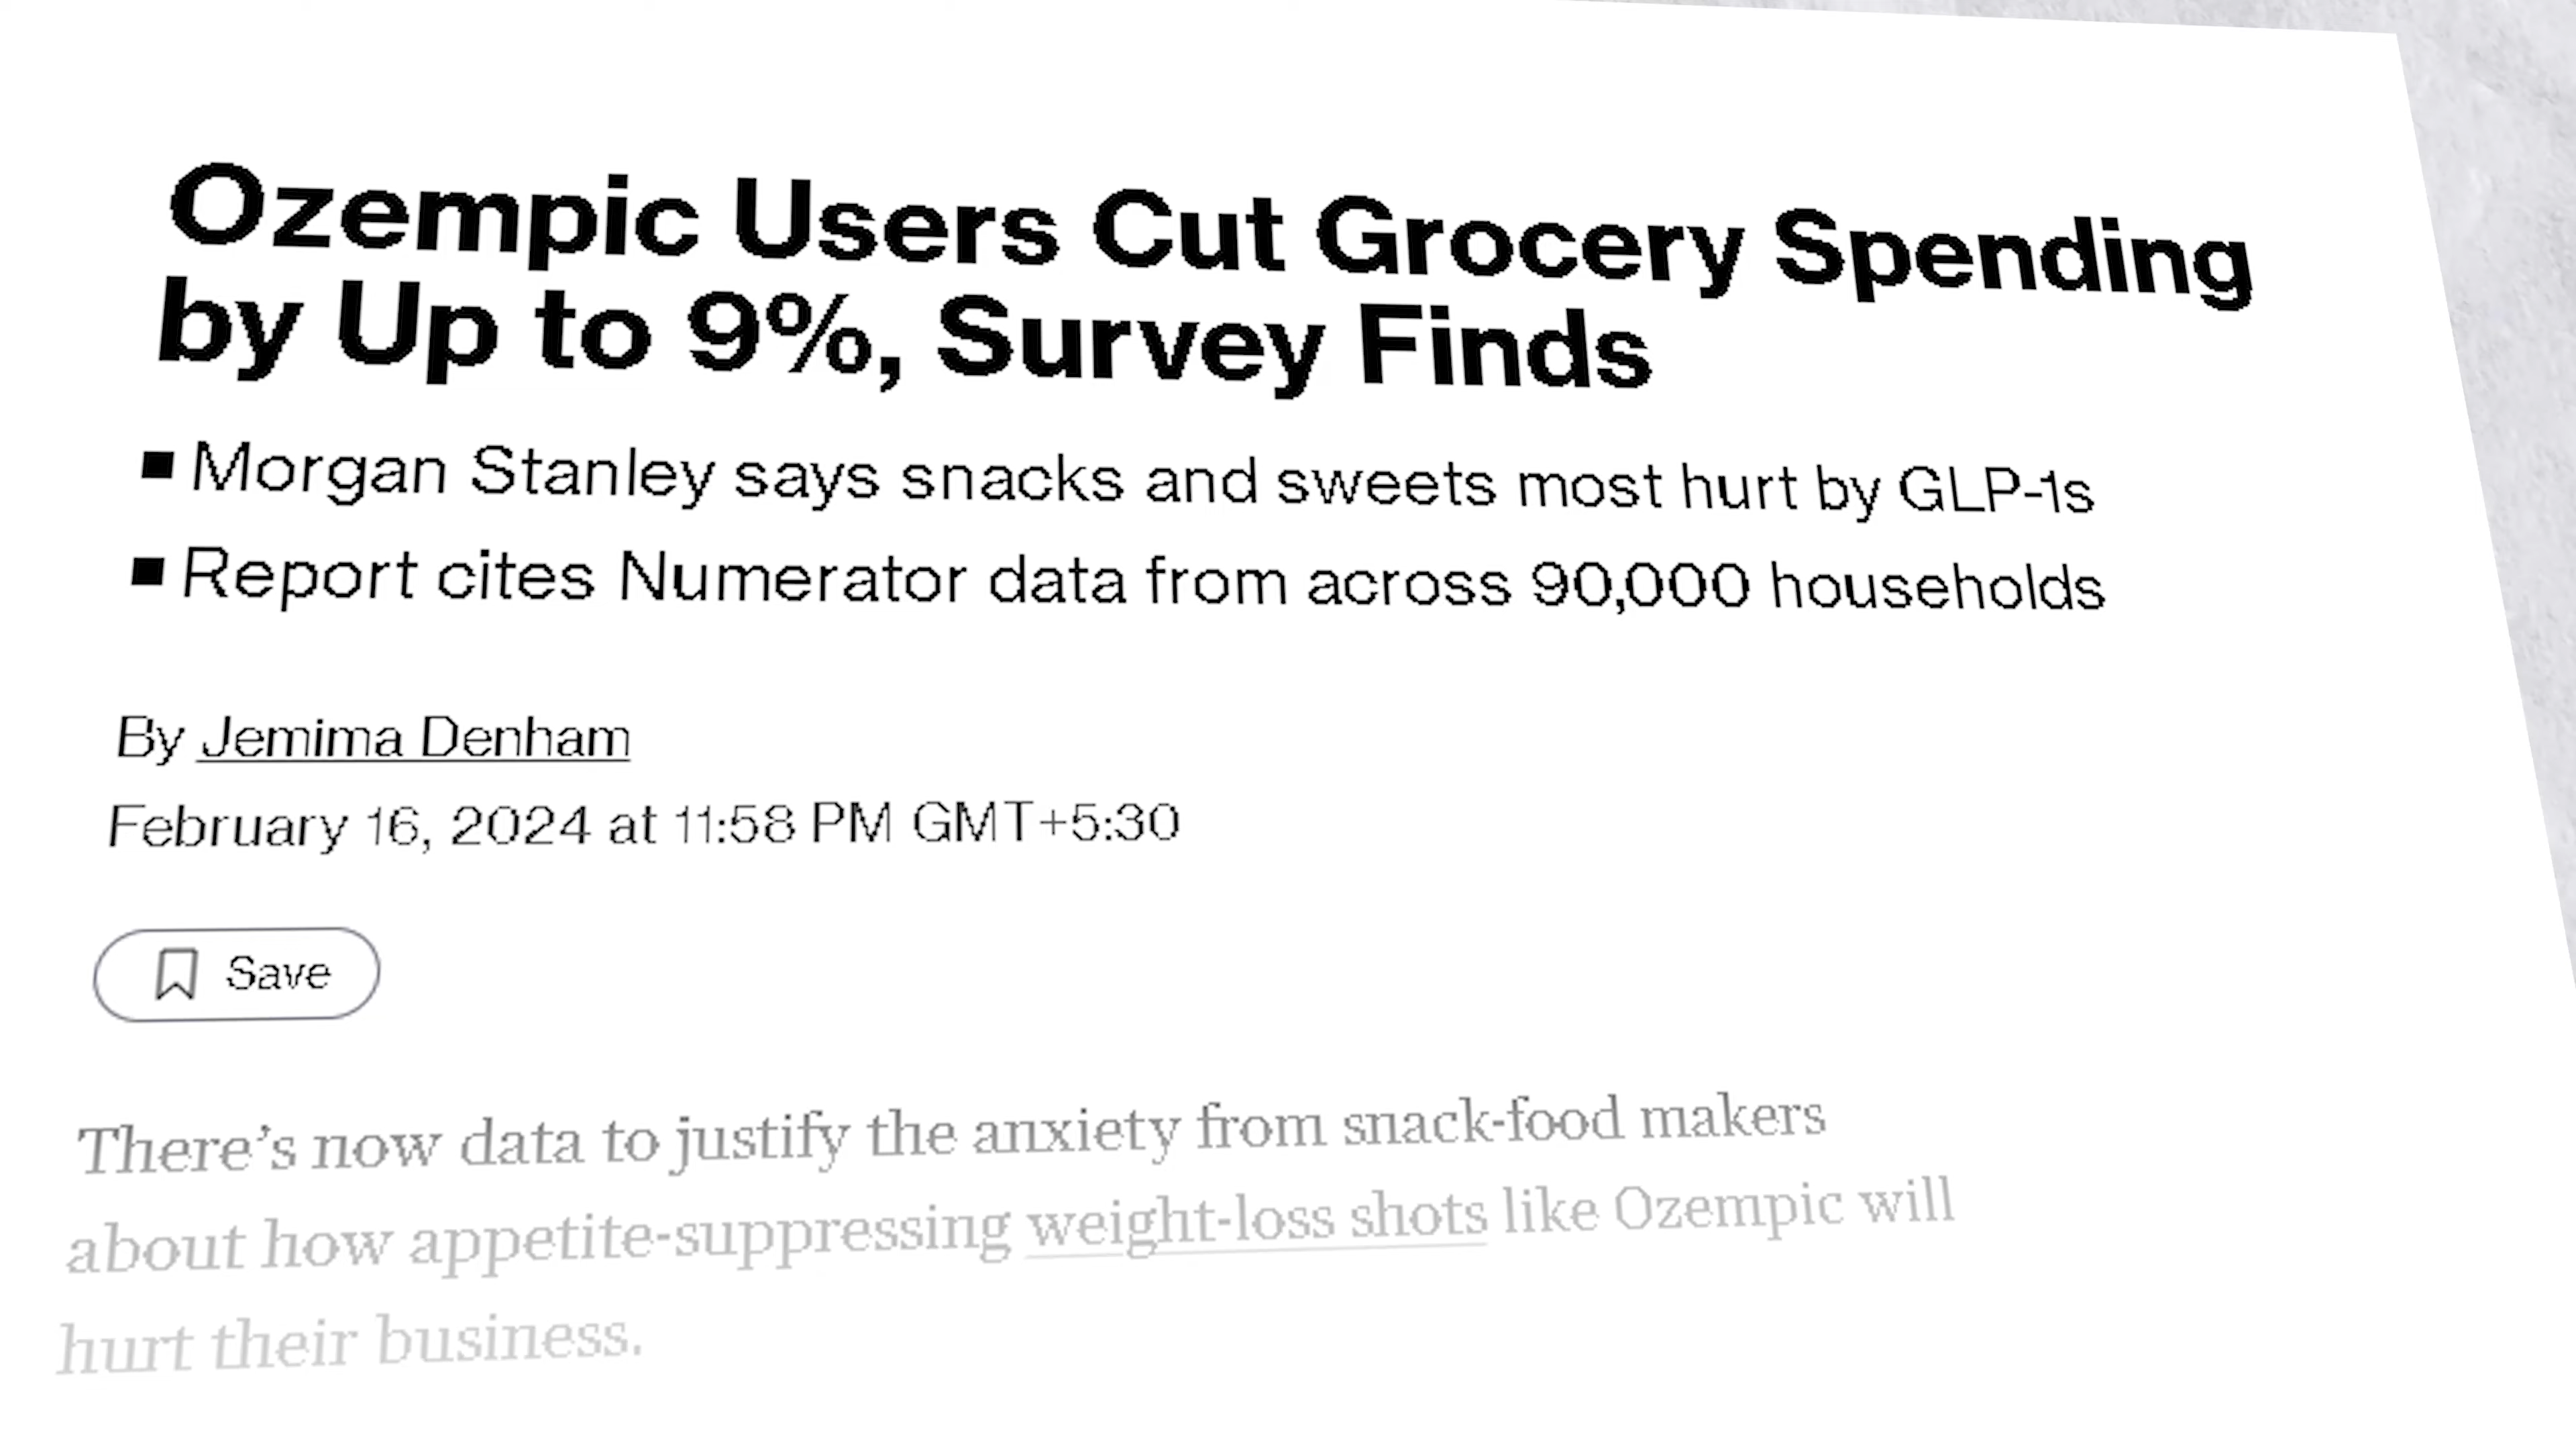 Ozempic Users Cut Grocery Spending
by Up to 9%, Survey Finds
■ Morgan Stanley says snacks and sweets most hurt by GLP-1s
■ Report cites Numerator data from across 90,000 households
By Jemima Denham
February 16, 2024 at 11:58 PM GMT+5:30
Save
There’s now data to justify the anxiety from snack-food makers
about how appetite-suppressing weight-loss shots like Ozempic will
hurt their business.